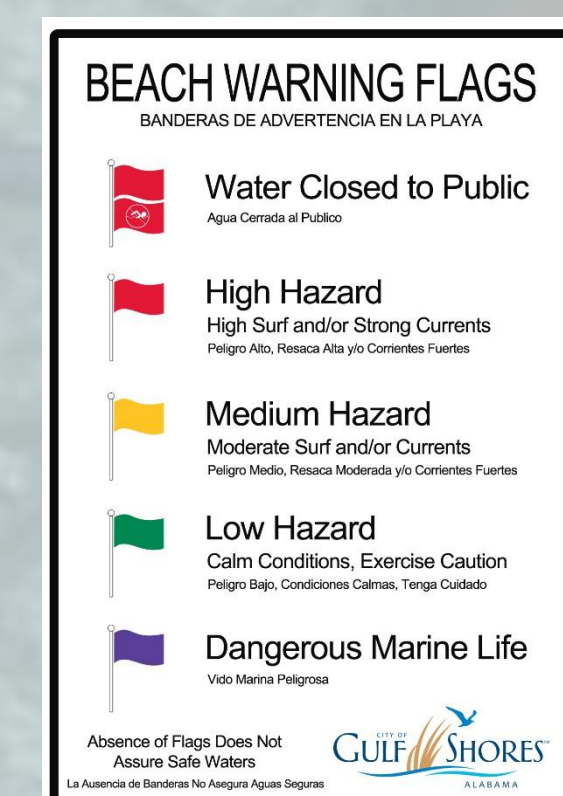 BEACH WARNING FLAGS
BANDERAS DE ADVERTENCIA EN LA PLAYA
Water Closed to Public
Agua Cerrada al Publico
High Hazard
High Surf and/or Strong Currents
Peligro Alto, Resaca Alta y/o Corrientes Fuertes
Medium Hazard
Moderate Surf and/or Currents
Peligro Medio, Resaca Moderada y/o Corrientes Fuertes
Low Hazard
Calm Conditions, Exercise Caution
Peligro Bajo, Condiciones Calmas, Tenga Cuidado
Dangerous Marine Life
Vido Marina Peligrosa
Absence of Flags Does Not
Assure Safe Waters
La Ausencia de Banderas No Asegura Aguas Seguras
CITY OF
GULF SHORES
ALABAMA